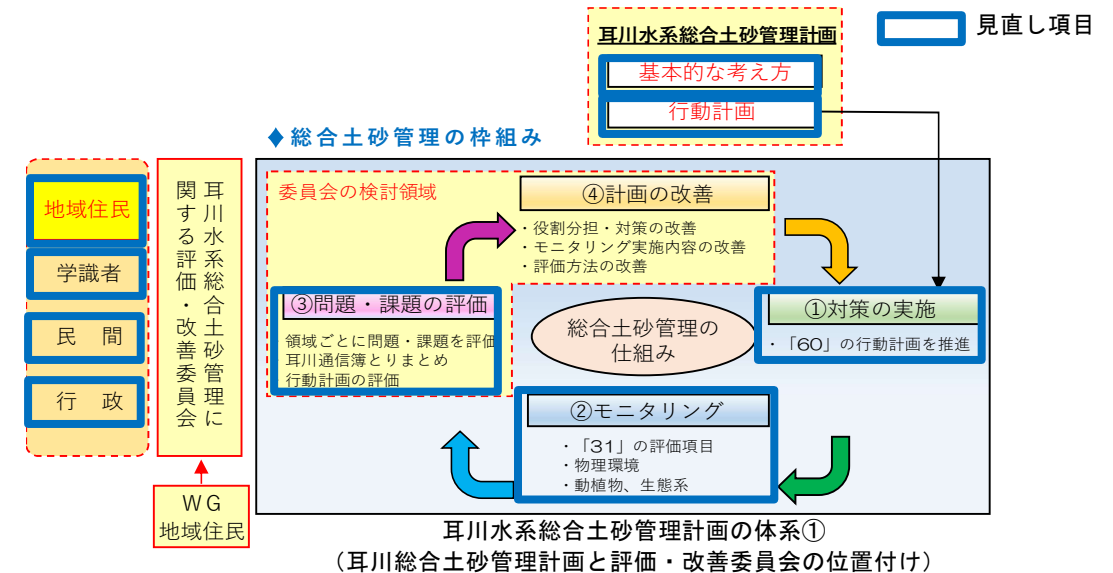 耳川水系総合土砂管理計画
基本的な考え方
行動計画
見直し項目
◆総合土砂管理の枠組み
地域住民
学識者
民　間
行　政
耳川水系総合土砂管理に
関する評価・改善委員会
WG
地域住民
委員会の検討領域
④計画の改善
・役割分担・対策の改善
・モニタリング実施内容の改善
・評価方法の改善
③問題・課題の評価
領域ごとに問題・課題を評価
耳川通信簿とりまとめ
行動計画の評価
総合土砂管理の
仕組み
①対策の実施
・「60」の行動計画を推進
②モニタリング
・「31」の評価項目
・物理環境
・動植物、生態系
耳川水系総合土砂管理計画の体系①
（耳川総合土砂管理計画と評価・改善委員会の位置付け）